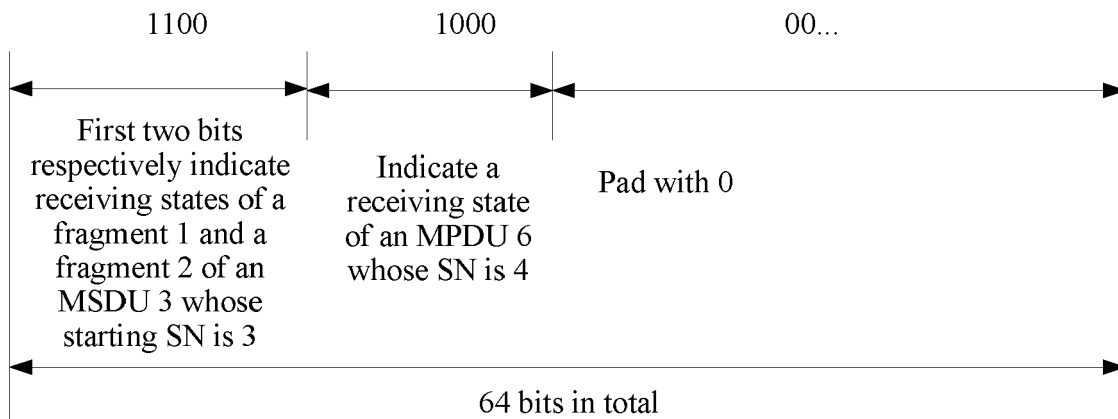 1100
1000
00...
First two bits
respectively indicate
receiving states of a
fragment 1 and a
fragment 2 of an
MSDU 3 whose
starting SN is 3
Indicate a
receiving state
of an MPDU 6
whose SN is 4
Pad with 0
64 bits in total